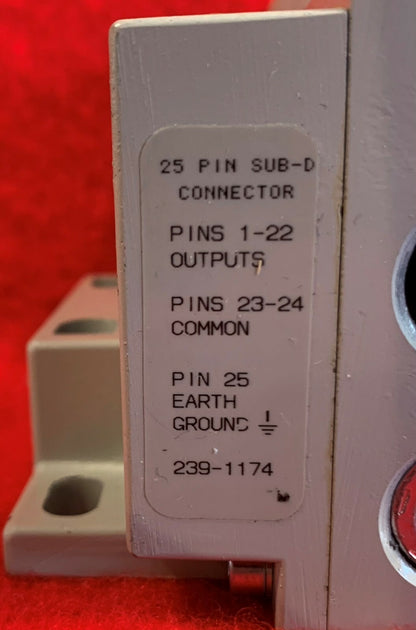 25 PIN SUB-D
CONNECTOR
PINS 1-22
OUTPUTS
PINS 23-24
COMMON
PIN 25
EARTH
GROUND ⏚
239-1174